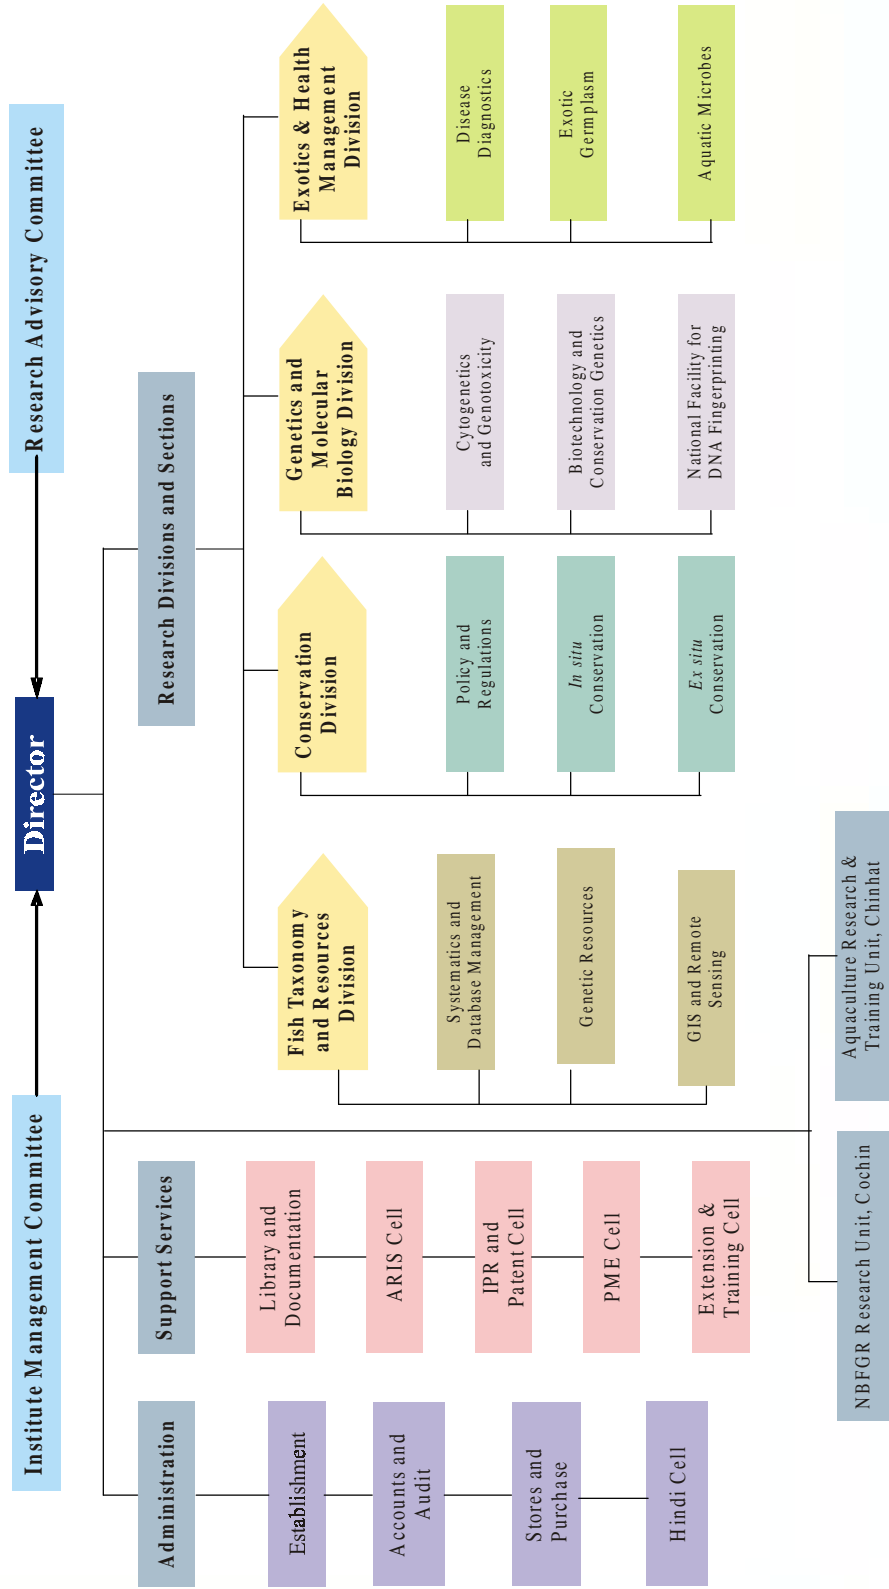 Institute Management Committee
Director
Research Advisory Committee
Administration
Support Services
Research Divisions and Sections
Establishment
Accounts and
Audit
Stores and
Purchase
Hindi Cell
Library and
Documentation
ARIS Cell
IPR and
Patent Cell
PME Cell
Extension &
Training Cell
Fish Taxonomy
and Resources
Division
Systematics and
Database Management
Genetic Resources
GIS and Remote
Sensing
Conservation
Division
Policy and
Regulations
In situ
Conservation
Ex situ
Conservation
Genetics and
Molecular
Biology Division
Cytogenetics
and Genotoxicity
Biotechnology and
Conservation Genetics
National Facility for
DNA Fingerprinting
Exotics & Health
Management
Division
Disease
Diagnostics
Exotic
Germplasm
Aquatic Microbes
NBFGR Research Unit, Cochin
Aquaculture Research &
Training Unit, Chinhat